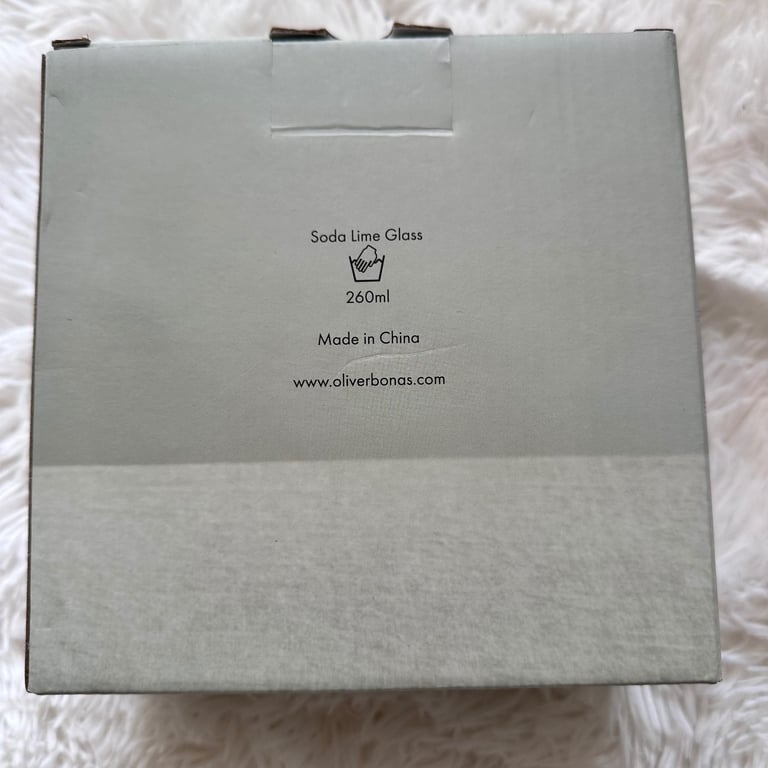 Soda Lime Glass
260ml
Made in China
www.oliverbonas.com